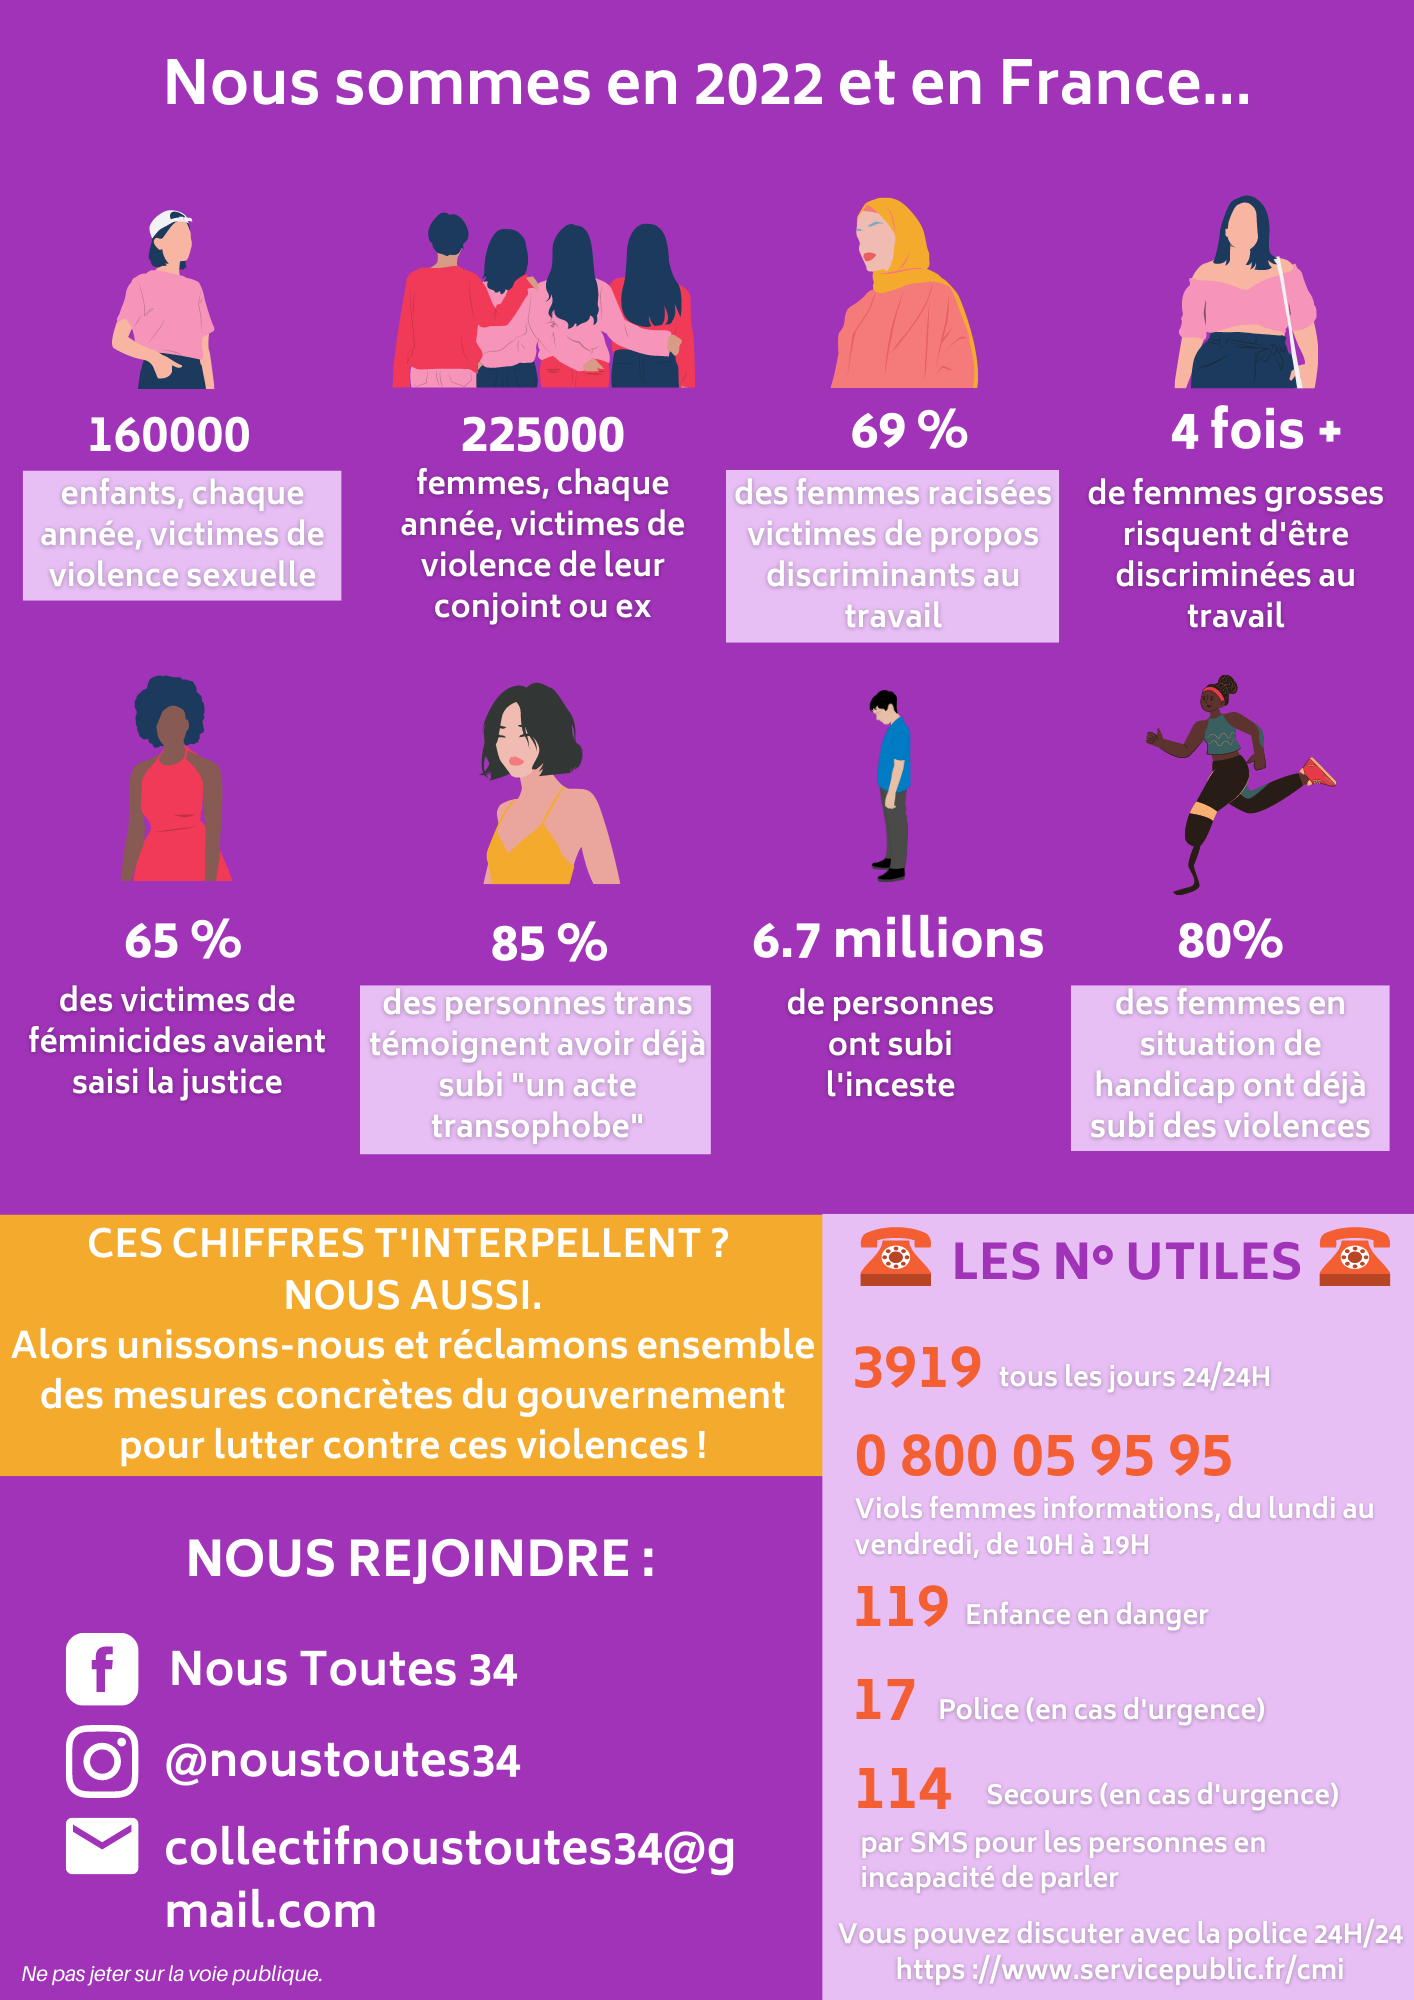 Nous sommes en 2022 et en France...
160000
enfants, chaque
année, victimes de
violence sexuelle
225000
femmes, chaque
année, victimes de
violence de leur
conjoint ou ex
69 %
des femmes racisées
victimes de propos
discriminants au
travail
4 fois +
de femmes grosses
risquent d'être
discriminées au
travail
65 %
des victimes de
féminicides avaient
saisi la justice
85 %
des personnes trans
témoignent avoir déjà
subi "un acte
transophobe"
6.7 millions
de personnes
ont subi
l'inceste
80%
des femmes en
situation de
handicap ont déjà
subi des violences
CES CHIFFRES T'INTERPELLENT ?
NOUS AUSSI.
Alors unissons-nous et réclamons ensemble
des mesures concrètes du gouvernement
pour lutter contre ces violences !
NOUS REJOINDRE :
Nous Toutes 34
@noustoutes34
collectifnoustoutes34@g
mail.com
Ne pas jeter sur la voie publique.
LES Nº UTILES
3919 tous les jours 24/24H
0 800 05 95 95
Viols femmes informations, du lundi au
vendredi, de 10H à 19H
119 Enfance en danger
17 Police (en cas d'urgence)
114 Secours (en cas d'urgence)
par SMS pour les personnes en
incapacité de parler
Vous pouvez discuter avec la police 24H/24
https ://www.servicepublic.fr/cmi